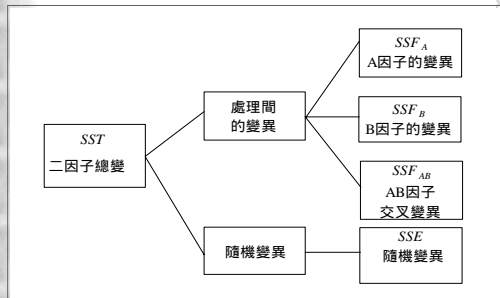 SST
二因子總變
處理間
的變異
隨機變異
SSF_A
A因子的變異
SSF_B
B因子的變異
SSF_AB
AB因子
交叉變異
SSE
隨機變異